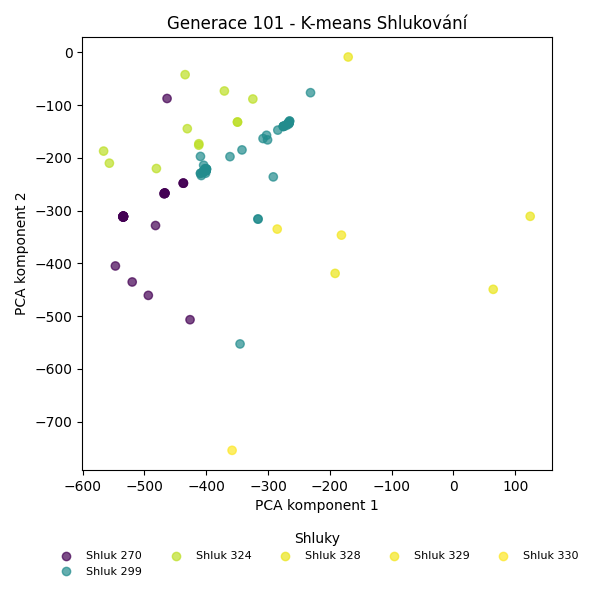 Generace 101 - K-means Shlukování
PCA komponent 2
0
−100
−200
−300
−400
−500
−600
−700
−600 −500 −400 −300 −200 −100 0 100
PCA komponent 1
Shluky
Shluk 270 Shluk 324 Shluk 328 Shluk 329 Shluk 330
Shluk 299